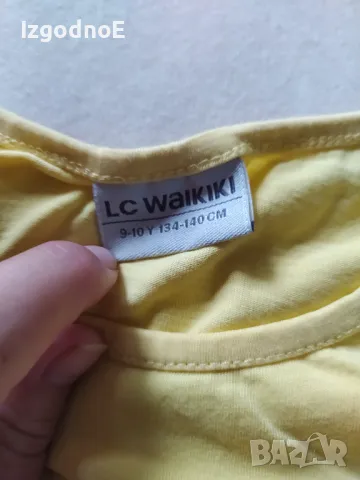 IzgodnoE
LC WAIKIKI
9-10 Y 134-140 CM
BAZAR